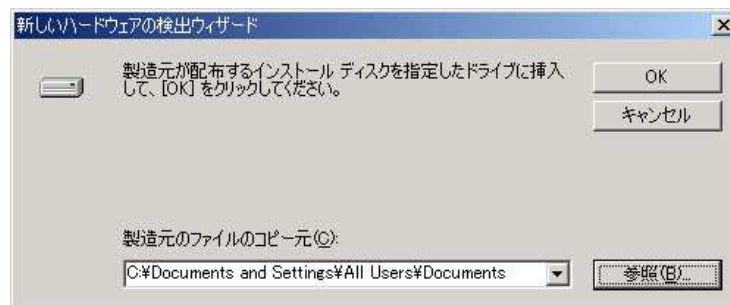 新しいハードウェアの検出ウィザード
製造元が配布するインストール ディスクを指定したドライブに挿入
して、[OK] をクリックしてください。
OK
キャンセル
製造元のファイルのコピー元(C):
C:¥Documents and Settings¥All Users¥Documents
参照(B)...